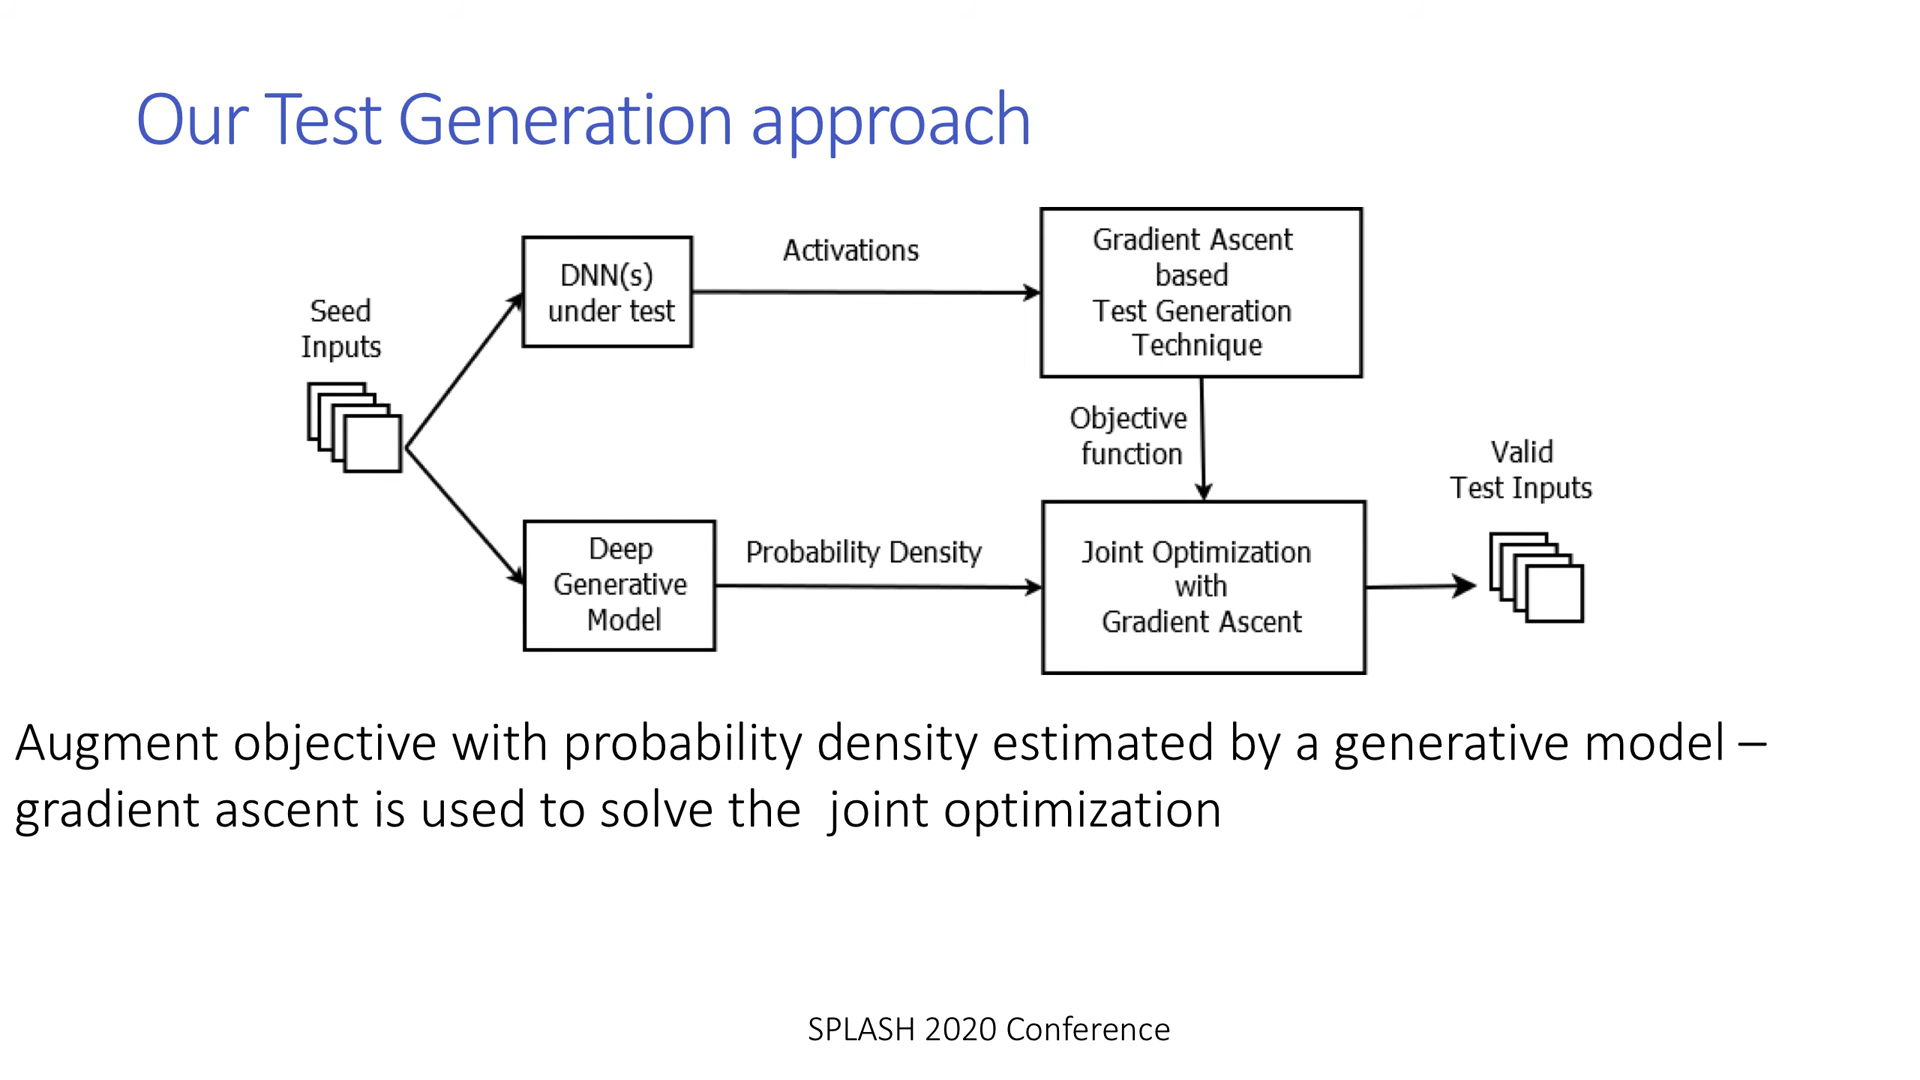 Our Test Generation approach
Seed
Inputs
DNN(s)
under test
Activations
Gradient Ascent
based
Test Generation
Technique
Objective
function
Deep
Generative
Model
Probability Density
Joint Optimization
with
Gradient Ascent
Valid
Test Inputs
Augment objective with probability density estimated by a generative model –
gradient ascent is used to solve the  joint optimization
SPLASH 2020 Conference